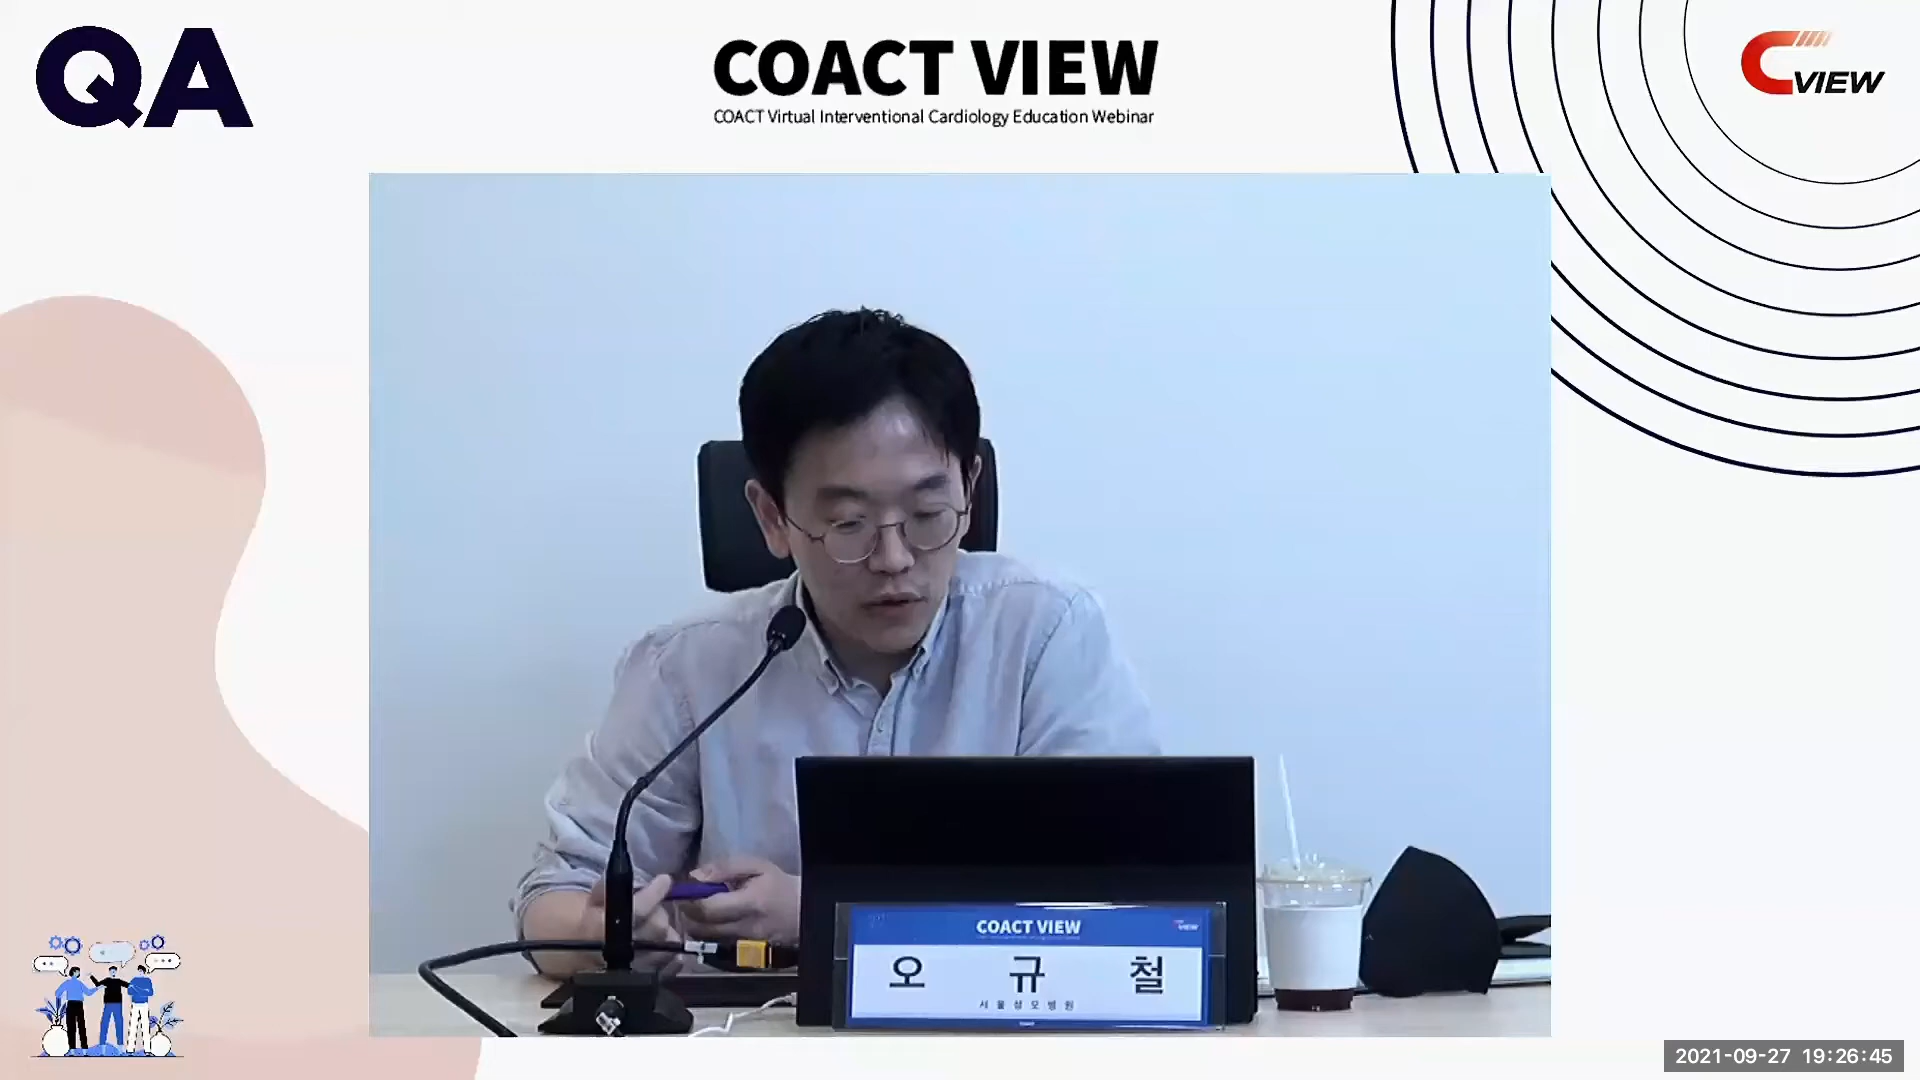 QA
COACT VIEW
COACT Virtual Interventional Cardiology Education Webinar
VIEW
COACT VIEW
VIEW
오 규 철
서울성모병원
2021-09-27 19:26:45